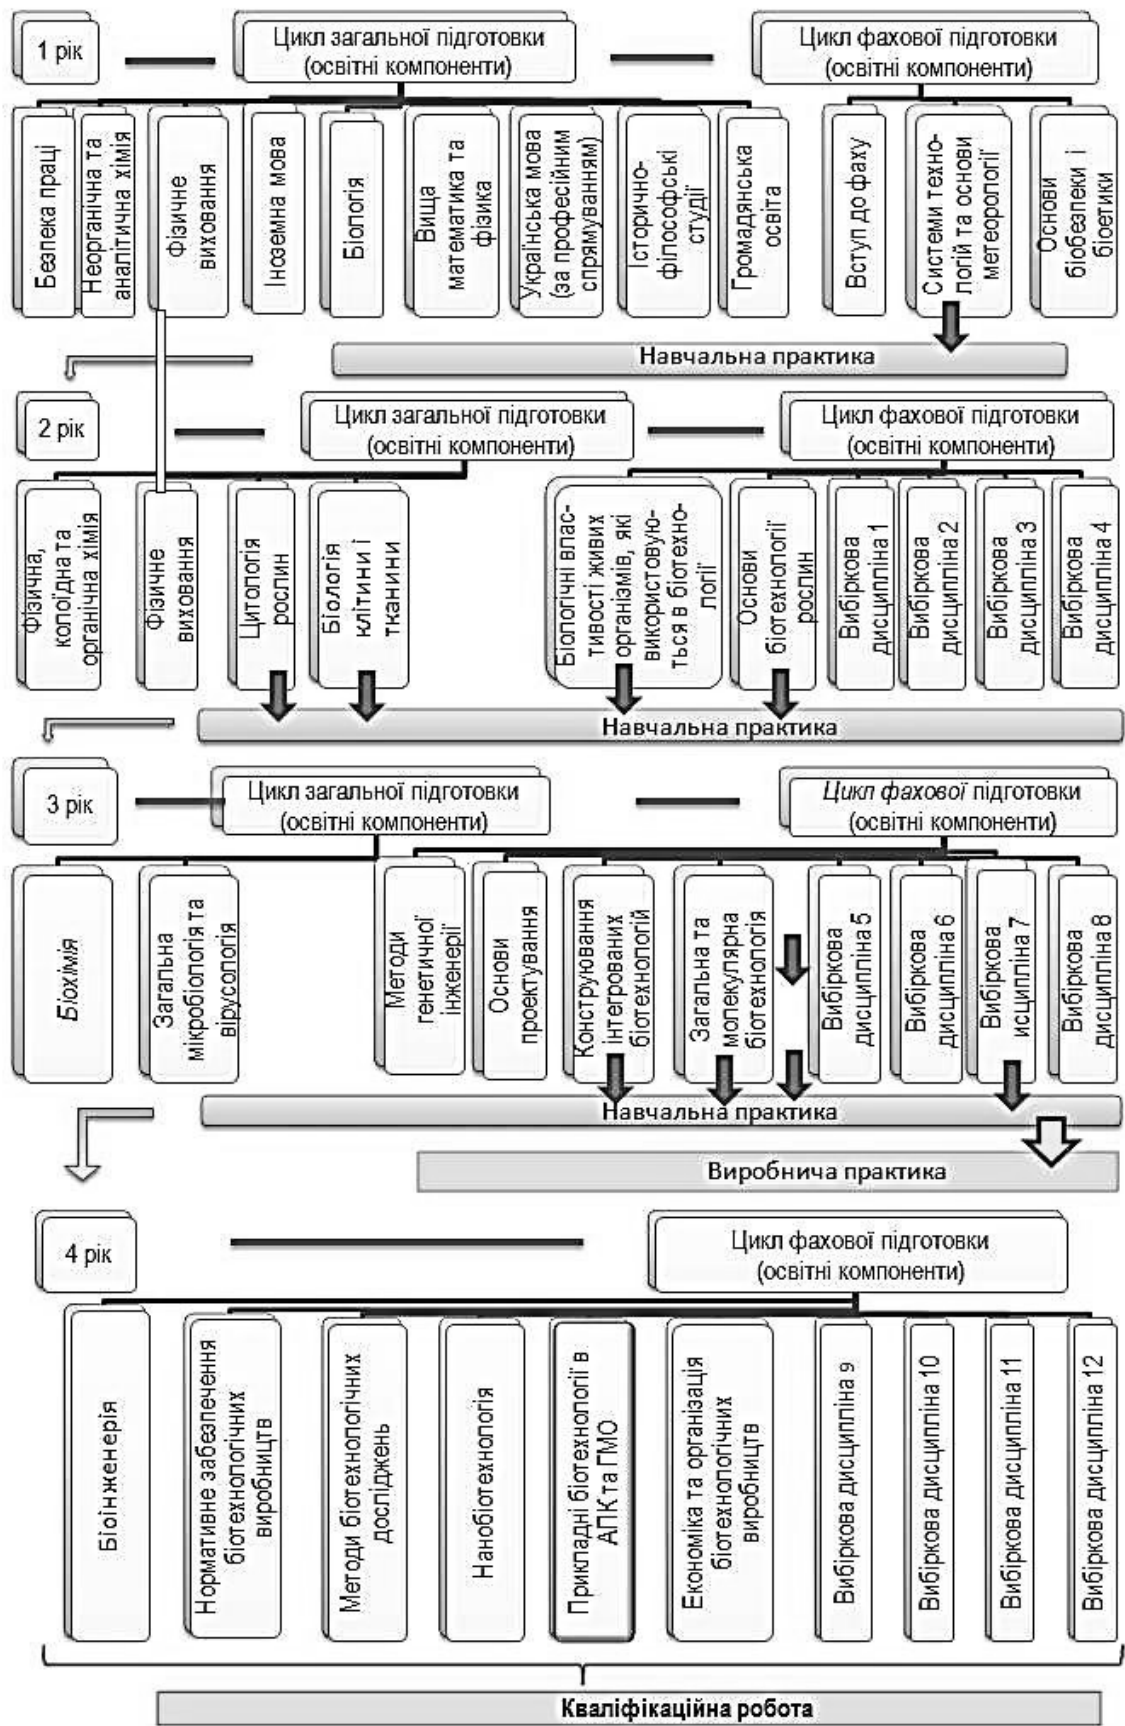 1 рік
Цикл загальної підготовки
(освітні компоненти)
Цикл фахової підготовки
(освітні компоненти)
Безпека праці
Неорганічна та
аналітична хімія
Фізичне
виховання
Іноземна мова
Біологія
Вища
математика та
фізика
Українська мова
(за професійним
спрямуванням)
Історично-
філософські
студії
Громадянська
освіта
Вступ до фаху
Системи техно-
логій та основи
метеорології
Основи
біобезпеки і
біоетики
Навчальна практика
2 рік
Цикл загальної підготовки
(освітні компоненти)
Цикл фахової підготовки
(освітні компоненти)
Фізична,
колоїдна та
органічна хімія
Фізичне
виховання
Цитологія
рослин
Біологія
клітини і
тканини
Біологічні влас-
тивості живих
організмів, які
використовую-
ться в біотехно-
логії
Основи
біотехнології
рослин
Вибіркова
дисципліна 1
Вибіркова
дисципліна 2
Вибіркова
дисципліна 3
Вибіркова
дисципліна 4
Навчальна практика
3 рік
Цикл загальної підготовки
(освітні компоненти)
Цикл фахової підготовки
(освітні компоненти)
Біохімія
Загальна
мікробіологія та
вірусологія
Методи
генетичної
інженерії
Основи
проектування
Конструювання
інтегрованих
біотехнологій
Загальна та
молекулярна
біотехнологія
Вибіркова
дисципліна 5
Вибіркова
дисципліна 6
Вибіркова
исципліна 7
Вибіркова
дисципліна 8
Навчальна практика
Виробнича практика
4 рік
Цикл фахової підготовки
(освітні компоненти)
Біоінженерія
Нормативне забезпечення
біотехнологічних
виробництв
Методи біотехнологічних
досліджень
Нанобіотехнологія
Прикладні біотехнології в
АПК та ГМО
Економіка та організація
біотехнологічних
виробництв
Вибіркова дисципліна 9
Вибіркова дисципліна 10
Вибіркова дисципліна 11
Вибіркова дисципліна 12
Кваліфікаційна робота